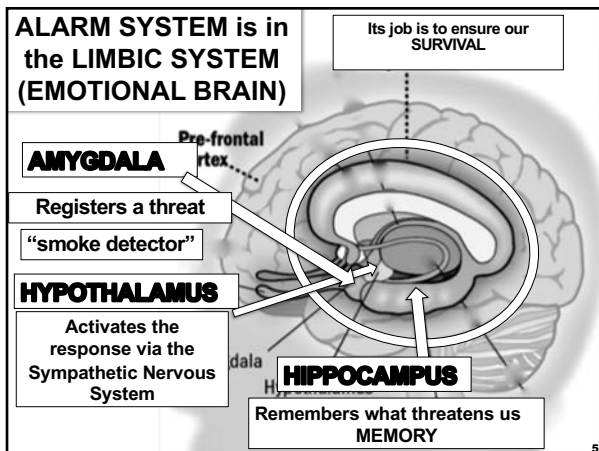 ALARM SYSTEM is in
the LIMBIC SYSTEM
(EMOTIONAL BRAIN)
Its job is to ensure our
SURVIVAL
Pre-frontal
AMYGDALA
Registers a threat
“smoke detector”
HYPOTHALAMUS
Activates the
response via the
Sympathetic Nervous
System
HIPPOCAMPUS
Remembers what threatens us
MEMORY
5